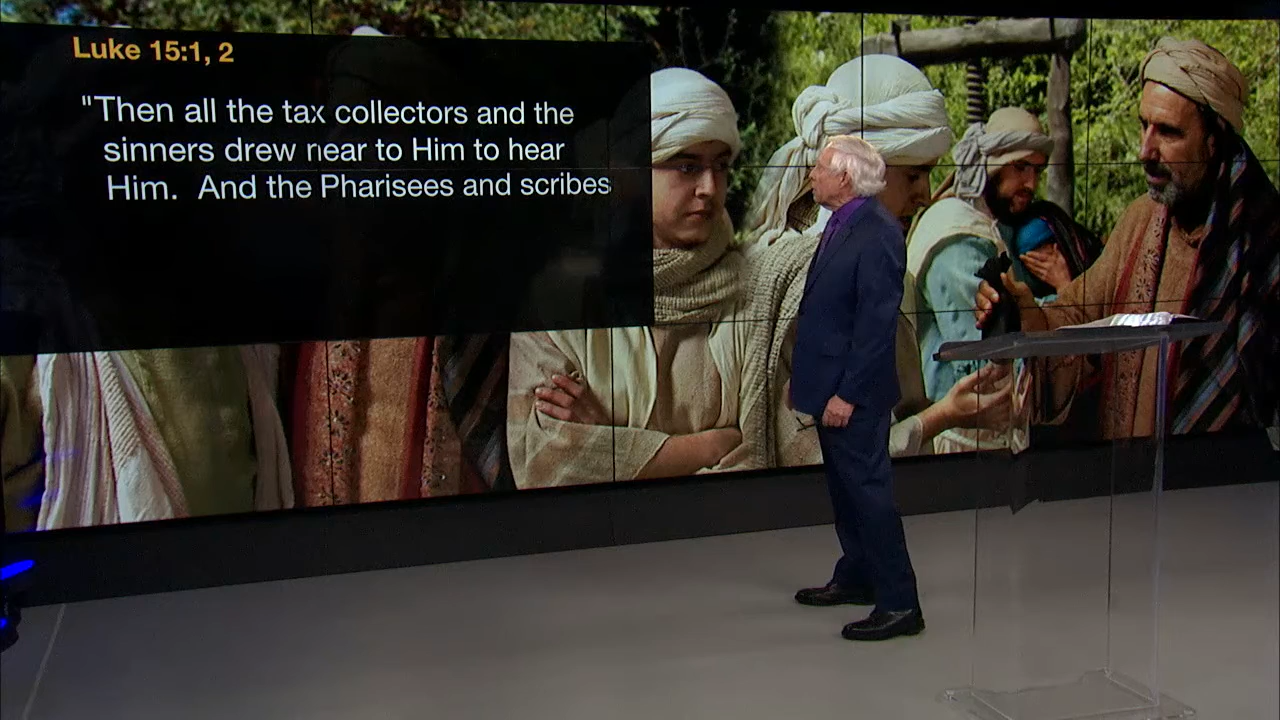 Luke 15:1, 2
"Then all the tax collectors and the
sinners drew near to Him to hear
Him. And the Pharisees and scribes